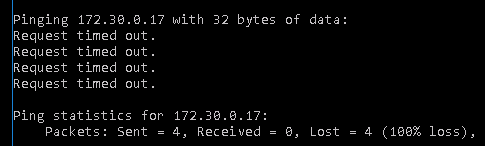 Pinging 172.30.0.17 with 32 bytes of data:
Request timed out.
Request timed out.
Request timed out.
Request timed out.
Ping statistics for 172.30.0.17:
    Packets: Sent = 4, Received = 0, Lost = 4 (100% loss),